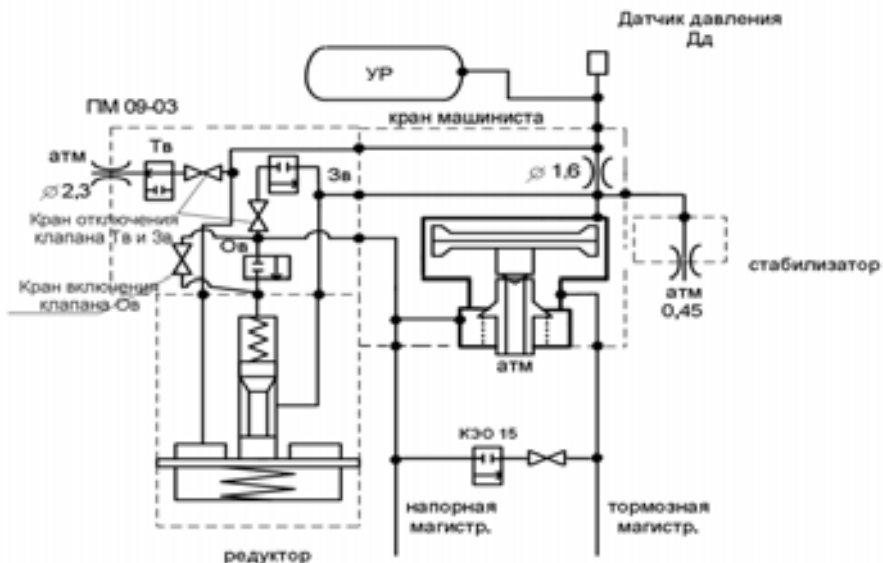 Датчик давления
Дд
УР
ПМ 09-03
кран машиниста
атм
Тв
Зв
⌀ 2,3
⌀ 1,6
Кран отключения
клапана Тв и Зв
Ов
Кран включения
клапана Ов
стабилизатор
атм
0,45
атм
КЭО 15
напорная
магистр.
тормозная
магистр.
редуктор